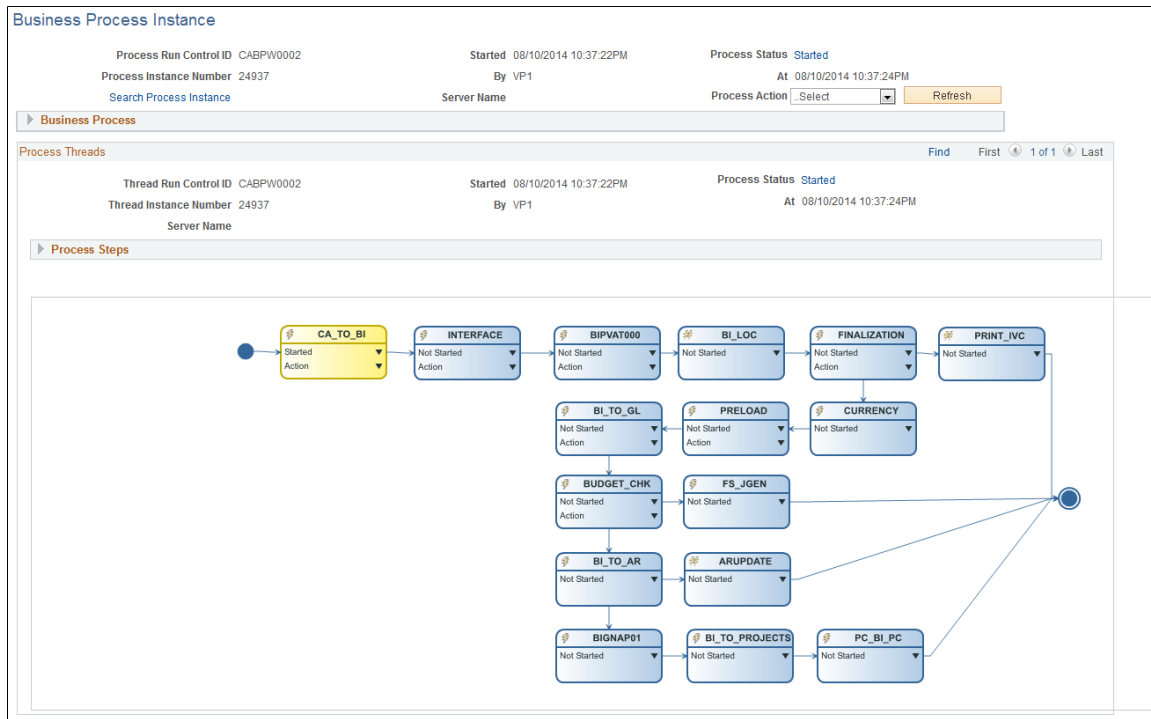 Business Process Instance
Process Run Control ID CABPW0002 Started 08/10/2014 10:37:22PM Process Status Started
Process Instance Number 24937 By VP1 At 08/10/2014 10:37:24PM
Search Process Instance Server Name Process Action ..Select Refresh
Business Process
Process Threads Find First 1 of 1 Last
Thread Run Control ID CABPW0002 Started 08/10/2014 10:37:22PM Process Status Started
Thread Instance Number 24937 By VP1 At 08/10/2014 10:37:24PM
Server Name
Process Steps
CA_TO_BI INTERFACE BIPVAT000 BI_LOC FINALIZATION PRINT_IVC
Started Not Started Not Started Not Started Not Started Not Started
Action Action Action Action
BI_TO_GL PRELOAD CURRENCY
Not Started Not Started Not Started
Action Action
BUDGET_CHK FS_JGEN
Not Started Not Started
Action
BI_TO_AR ARUPDATE
Not Started Not Started
BIGNAP01 BI_TO_PROJECTS PC_BI_PC
Not Started Not Started Not Started